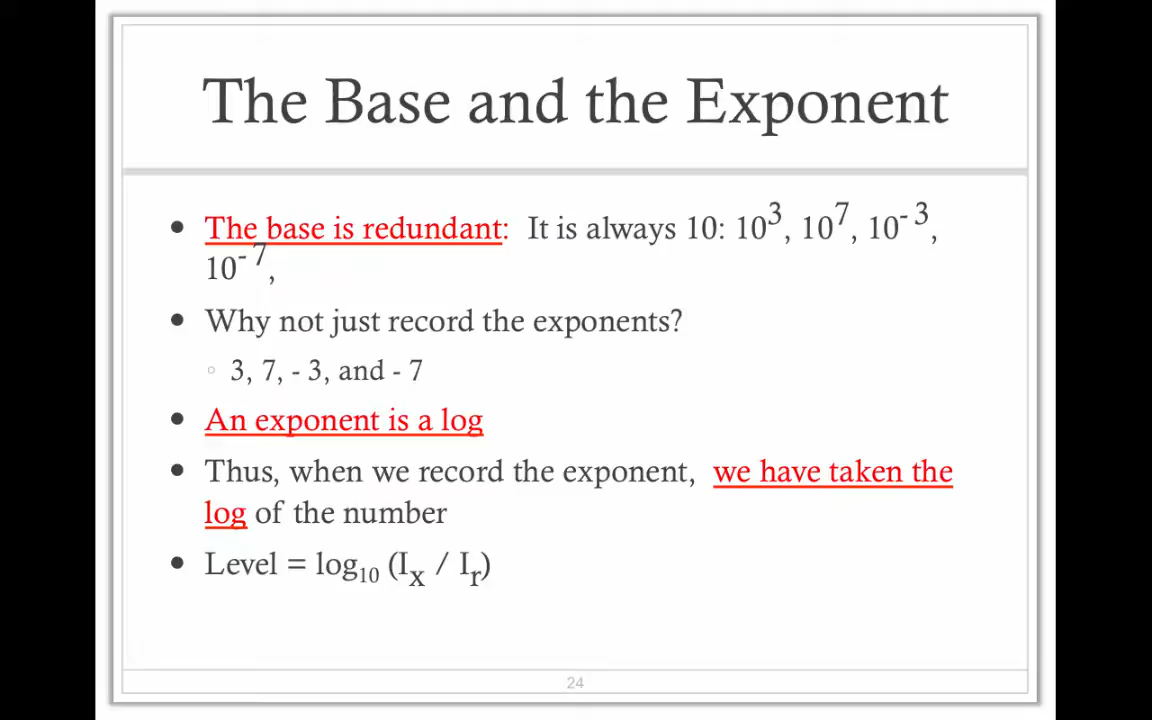 The Base and the Exponent
• The base is redundant: It is always 10: 10³, 10⁷, 10⁻³,
10⁻⁷,
• Why not just record the exponents?
◦ 3, 7, - 3, and - 7
• An exponent is a log
• Thus, when we record the exponent, we have taken the
log of the number
• Level = log₁₀ (Iₓ / Iᵣ)
24